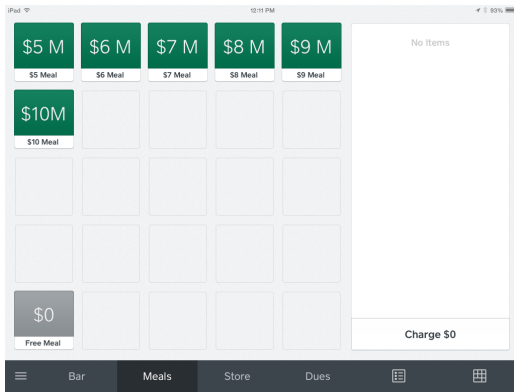 iPad 12:11 PM 93%
$5 M $6 M $7 M $8 M $9 M
$5 Meal $6 Meal $7 Meal $8 Meal $9 Meal
$10M
$10 Meal
$0
Free Meal
No Items
Charge $0
Bar Meals Store Dues